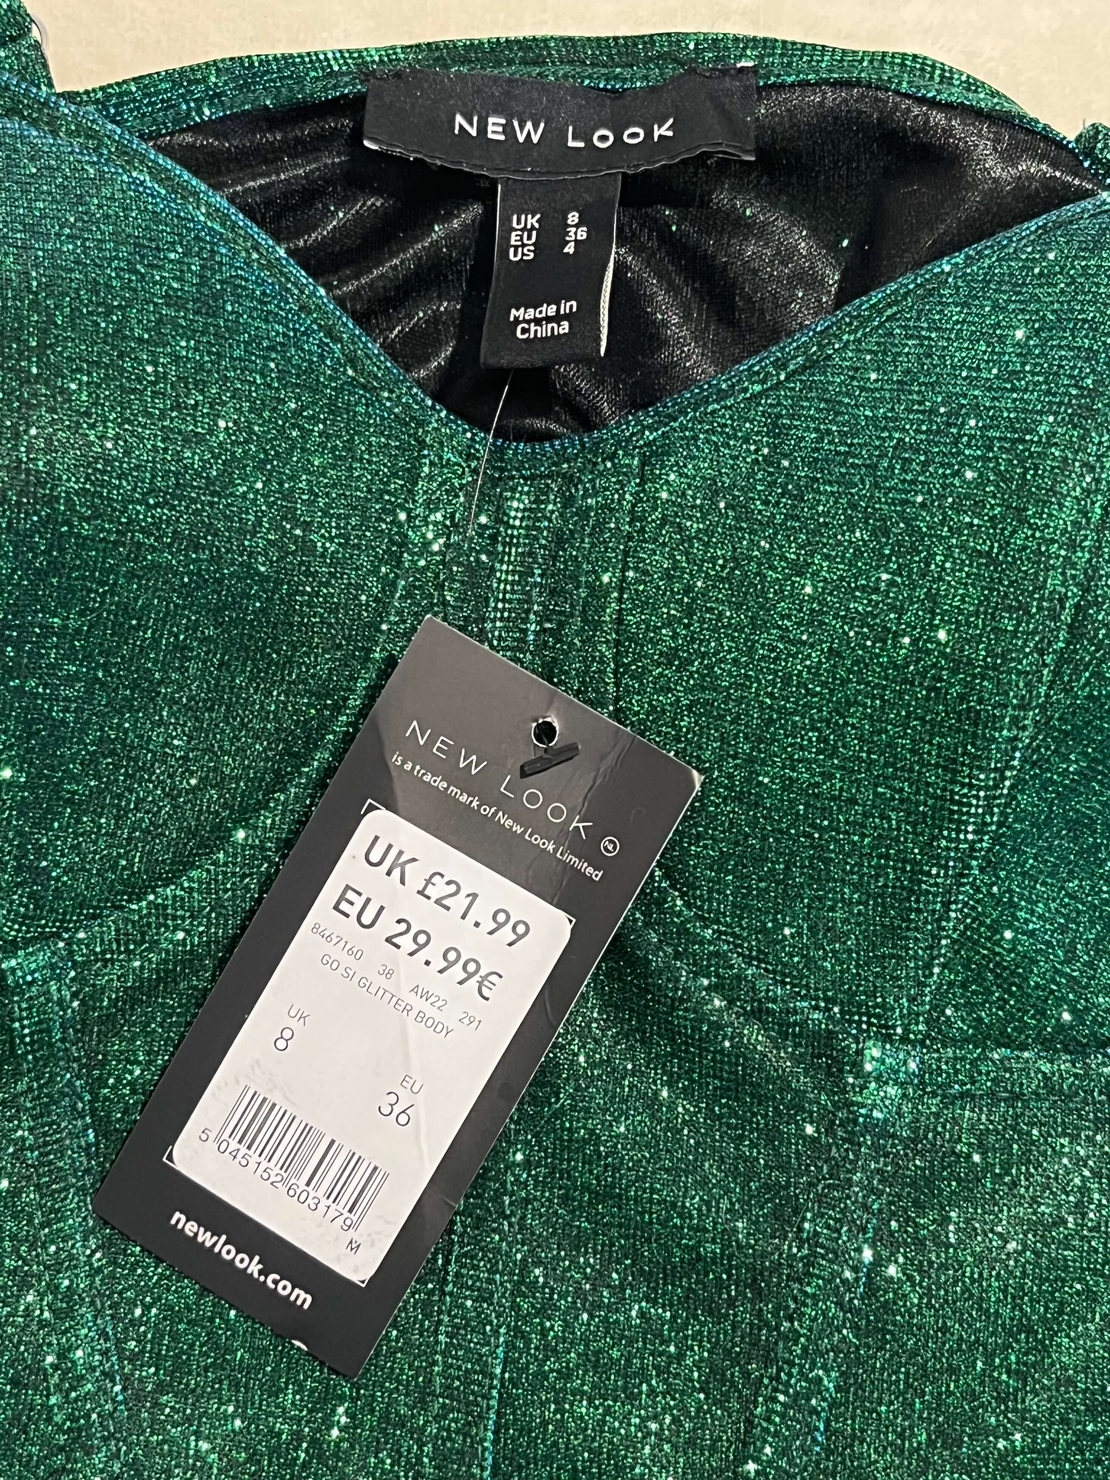 NEW LOOK
UK 8
EU 36
US 4
Made in
China
NEW LOOK NL
is a trade mark of New Look Limited
UK £21.99
EU 29.99€
8467160 38 AW22 291
GO SI GLITTER BODY
UK
8
EU
36
5 045152 603179
M
newlook.com